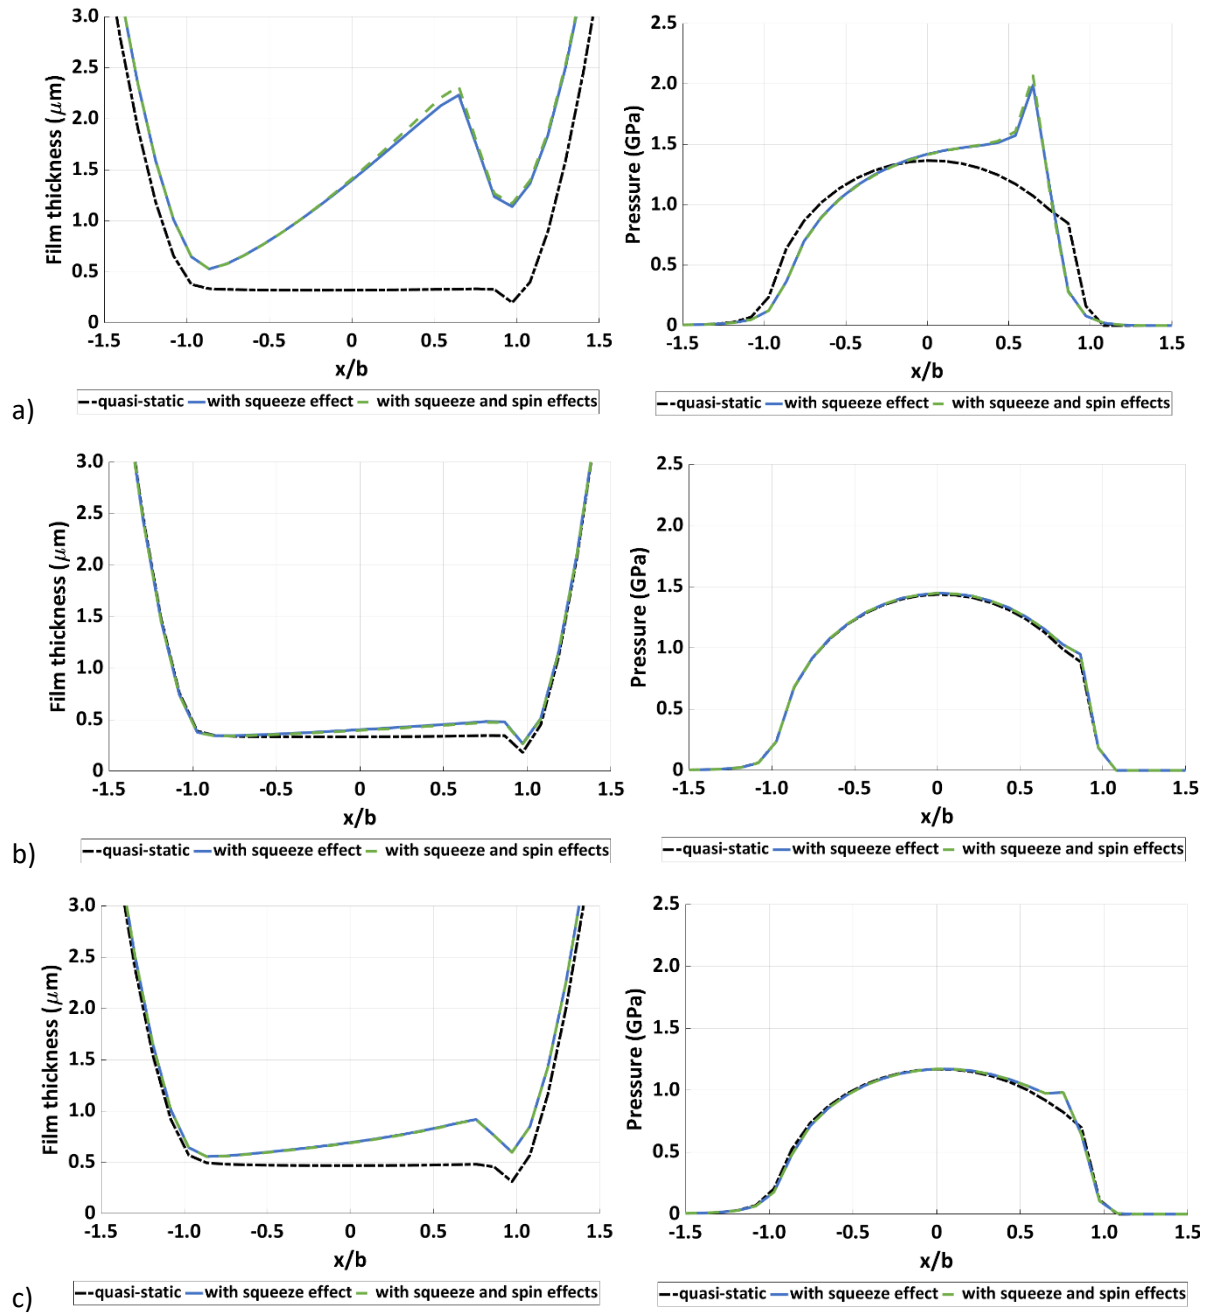 Film thickness (μm)
3.0
2.5
2.0
1.5
1.0
0.5
0
-1.5 -1.0 -0.5 0 0.5 1.0 1.5
x/b
quasi-static with squeeze effect with squeeze and spin effects
Pressure (GPa)
2.5
2.0
1.5
1.0
0.5
0
-1.5 -1.0 -0.5 0 0.5 1.0 1.5
x/b
quasi-static with squeeze effect with squeeze and spin effects
a)
Film thickness (μm)
3.0
2.5
2.0
1.5
1.0
0.5
0
-1.5 -1.0 -0.5 0 0.5 1.0 1.5
x/b
quasi-static with squeeze effect with squeeze and spin effects
Pressure (GPa)
2.5
2.0
1.5
1.0
0.5
0
-1.5 -1.0 -0.5 0 0.5 1.0 1.5
x/b
quasi-static with squeeze effect with squeeze and spin effects
b)
Film thickness (μm)
3.0
2.5
2.0
1.5
1.0
0.5
0
-1.5 -1.0 -0.5 0 0.5 1.0 1.5
x/b
quasi-static with squeeze effect with squeeze and spin effects
Pressure (GPa)
2.5
2.0
1.5
1.0
0.5
0
-1.5 -1.0 -0.5 0 0.5 1.0 1.5
x/b
quasi-static with squeeze effect with squeeze and spin effects
c)